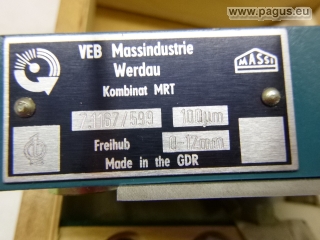 www.pagus.eu
VEB Massindustrie
MASSI
Werdau
Kombinat MRT
100µm
Freihub 0-12mm
Made in the GDR